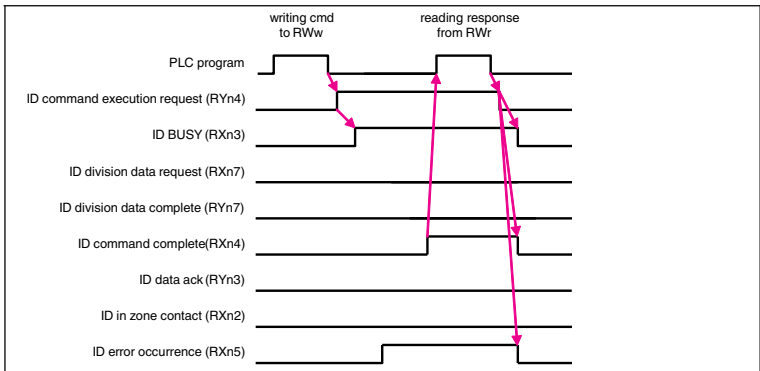 writing cmd
to RWw
reading response
from RWr
PLC program
ID command execution request (RYn4)
ID BUSY (RXn3)
ID division data request (RXn7)
ID division data complete (RYn7)
ID command complete(RXn4)
ID data ack (RYn3)
ID in zone contact (RXn2)
ID error occurrence (RXn5)